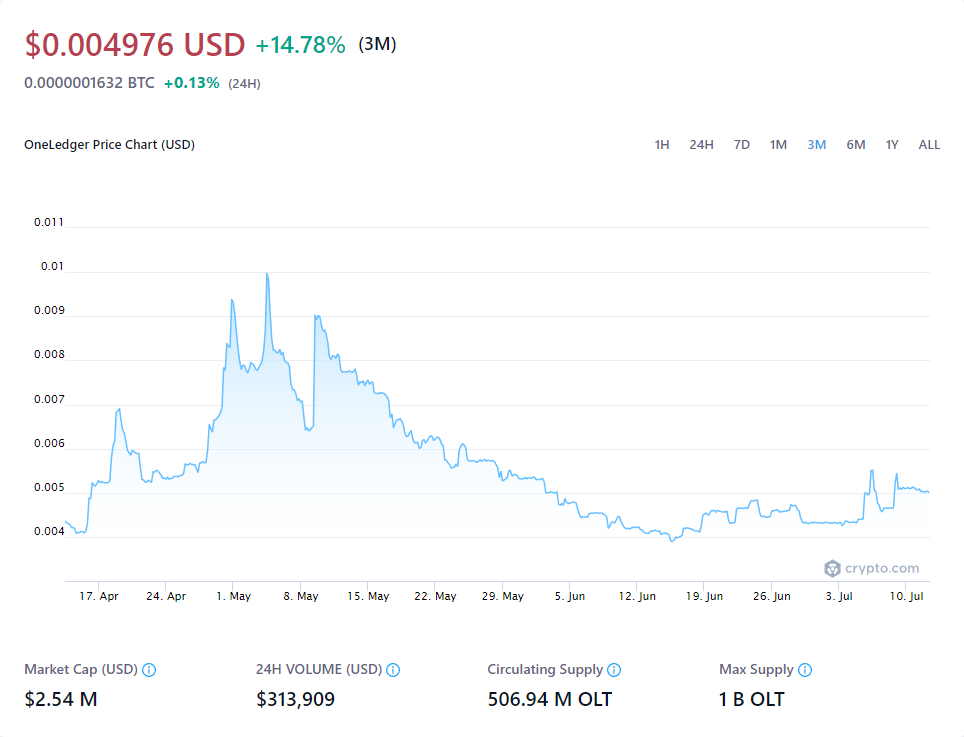 $0.004976 USD +14.78% (3M)
0.0000001632 BTC +0.13% (24H)
OneLedger Price Chart (USD) 1H 24H 7D 1M 3M 6M 1Y ALL
0.011
0.01
0.009
0.008
0.007
0.006
0.005
0.004
crypto.com
17. Apr 24. Apr 1. May 8. May 15. May 22. May 29. May 5. Jun 12. Jun 19. Jun 26. Jun 3. Jul 10. Jul
Market Cap (USD) 24H VOLUME (USD) Circulating Supply Max Supply
$2.54 M $313,909 506.94 M OLT 1 B OLT